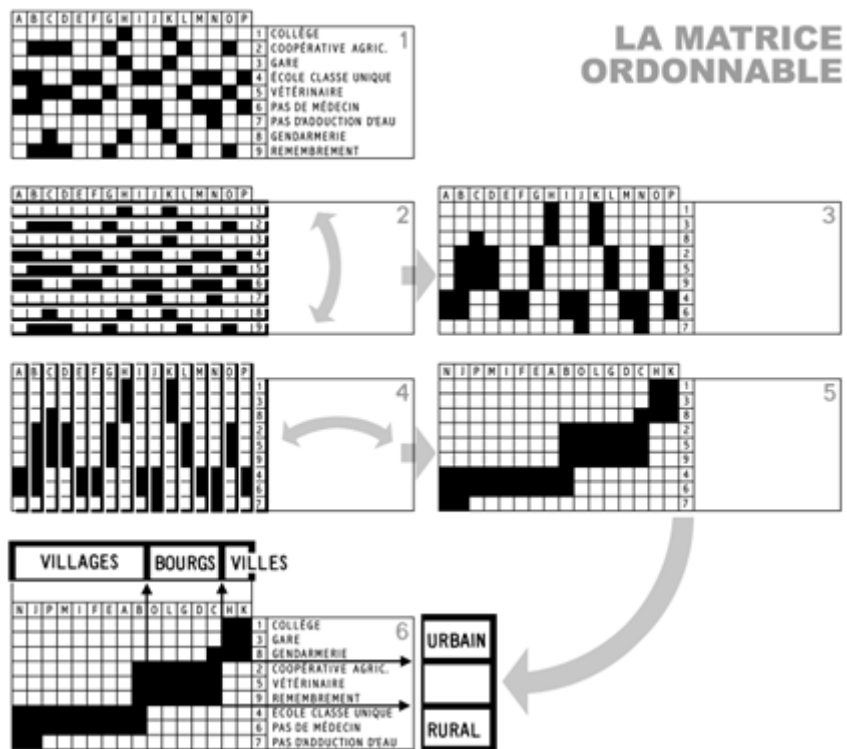 LA MATRICE
ORDONNABLE
A B C D E F G H I J K L M N O P
1
1 COLLÈGE
2 COOPÉRATIVE AGRIC.
3 GARE
4 ÉCOLE CLASSE UNIQUE
5 VÉTÉRINAIRE
6 PAS DE MÉDECIN
7 PAS D'ADDUCTION D'EAU
8 GENDARMERIE
9 REMEMBREMENT
A B C D E F G H I J K L M N O P
2
1
2
3
4
5
6
7
8
9
A B C D E F G H I J K L M N O P
3
1
3
8
2
5
9
4
6
7
A B C D E F G H I J K L M N O P
4
1
3
8
2
5
9
4
6
7
N J P M I F E A B O L G D C H K
5
1
3
8
2
5
9
4
6
7
VILLAGES BOURGS VILLES
N J P M I F E A B O L G D C H K
6
1 COLLÈGE
3 GARE
8 GENDARMERIE
2 COOPÉRATIVE AGRIC.
5 VÉTÉRINAIRE
9 REMEMBREMENT
4 ÉCOLE CLASSE UNIQUE
6 PAS DE MÉDECIN
7 PAS D'ADDUCTION D'EAU
URBAIN
RURAL